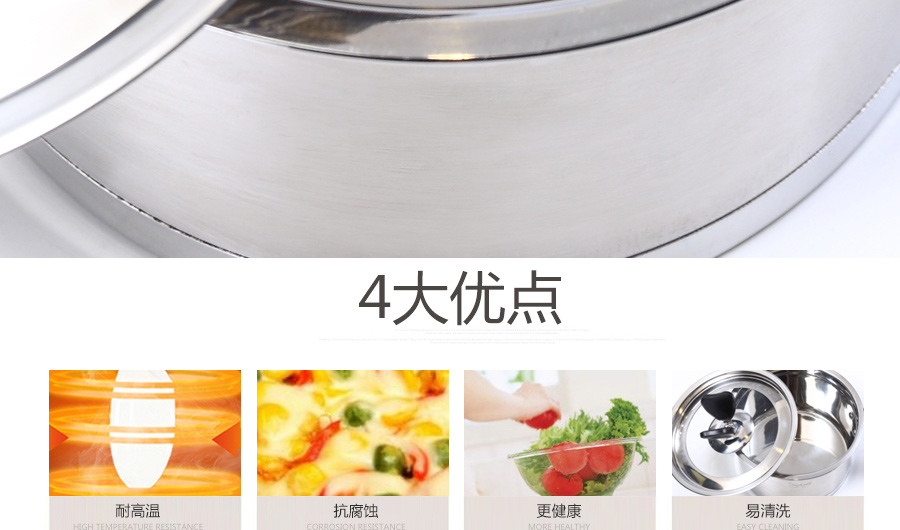 4大优点
耐高温
抗腐蚀
更健康
易清洗
HIGH TEMPERATURE RESISTANCE
CORROSION RESISTANCE
MORE HEALTHY
EASY CLEANING